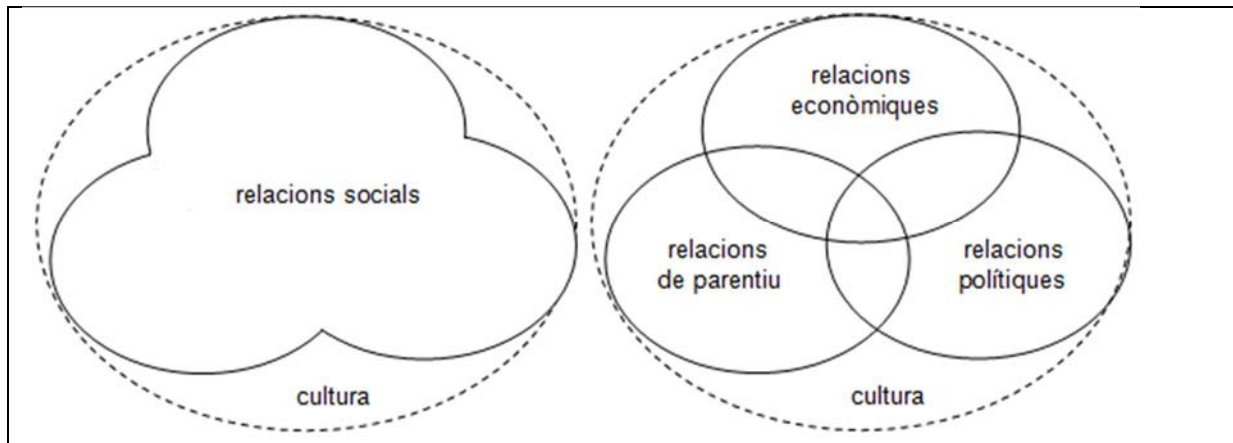 relacions socials
cultura
relacions
econòmiques
relacions
de parentiu
relacions
polítiques
cultura